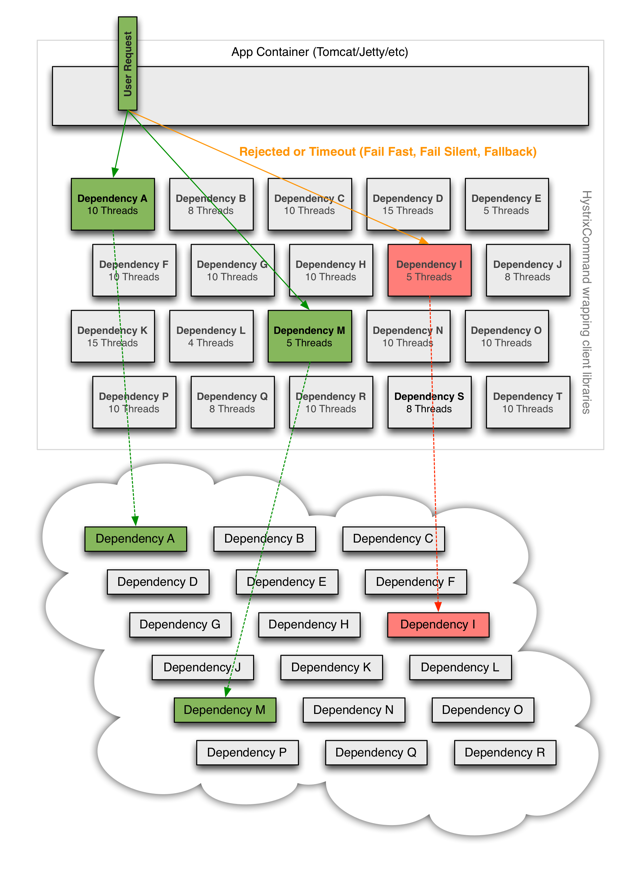 User Request
App Container (Tomcat/Jetty/etc)
Rejected or Timeout (Fail Fast, Fail Silent, Fallback)
Dependency A
10 Threads
Dependency B
8 Threads
Dependency C
10 Threads
Dependency D
15 Threads
Dependency E
5 Threads
Dependency F
10 Threads
Dependency G
10 Threads
Dependency H
10 Threads
Dependency I
5 Threads
Dependency J
8 Threads
Dependency K
15 Threads
Dependency L
4 Threads
Dependency M
5 Threads
Dependency N
10 Threads
Dependency O
10 Threads
Dependency P
10 Threads
Dependency Q
8 Threads
Dependency R
10 Threads
Dependency S
8 Threads
Dependency T
10 Threads
HystrixCommand wrapping client libraries
Dependency A
Dependency B
Dependency C
Dependency D
Dependency E
Dependency F
Dependency G
Dependency H
Dependency I
Dependency J
Dependency K
Dependency L
Dependency M
Dependency N
Dependency O
Dependency P
Dependency Q
Dependency R